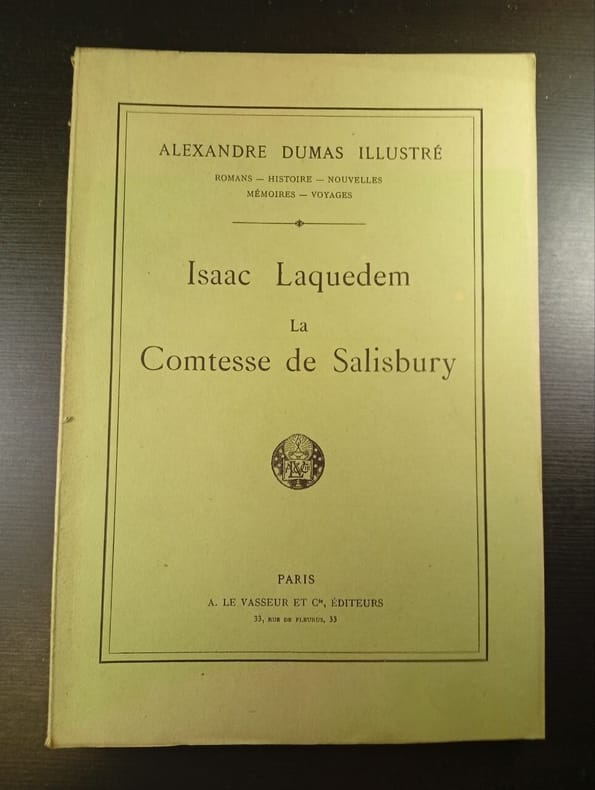 ALEXANDRE DUMAS ILLUSTRÉ
ROMANS — HISTOIRE — NOUVELLES
MÉMOIRES — VOYAGES
Isaac Laquedem
La
Comtesse de Salisbury
PARIS
A. LE VASSEUR ET Cie, ÉDITEURS
33, RUE DE FLEURUS, 33